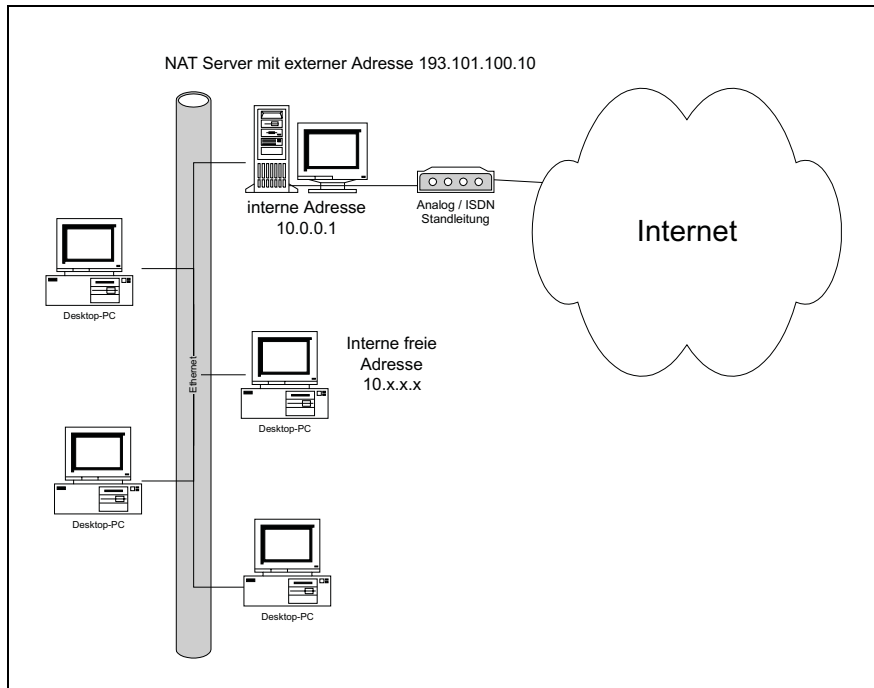 NAT Server mit externer Adresse 193.101.100.10
interne Adresse
10.0.0.1
Analog / ISDN
Standleitung
Internet
Desktop-PC
Interne freie
Adresse
10.x.x.x
Ethernet
Desktop-PC
Desktop-PC
Desktop-PC